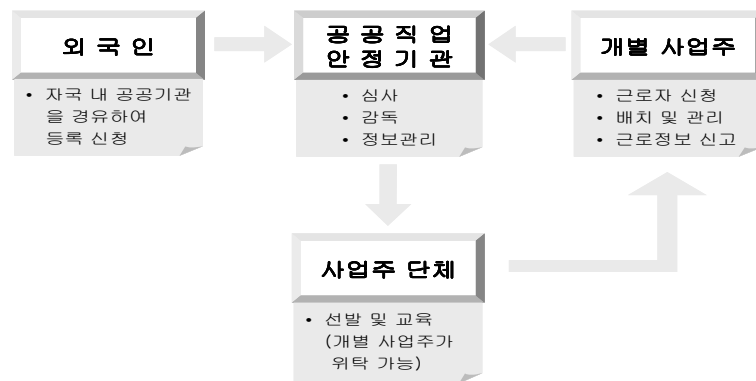 외 국 인
• 자국 내 공공기관
을 경유하여
등록 신청
공 공 직 업
안 정 기 관
• 심사
• 감독
• 정보관리
개별 사업주
• 근로자 신청
• 배치 및 관리
• 근로정보 신고
사업주 단체
• 선발 및 교육
(개별 사업주가
위탁 가능)